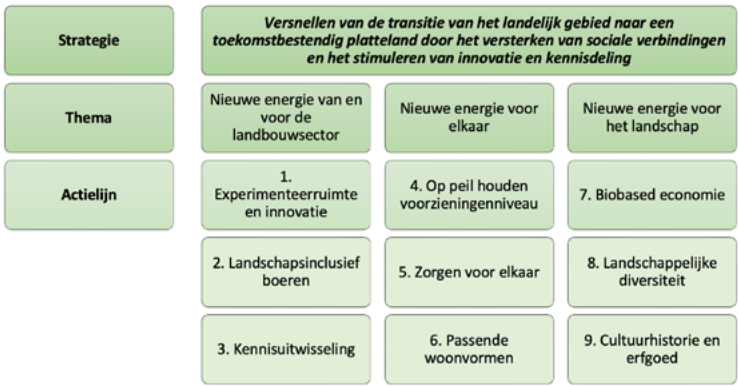 Strategie
Versnellen van de transitie van het landelijk gebied naar een
toekomstbestendig platteland door het versterken van sociale verbindingen
en het stimuleren van innovatie en kennisdeling
Thema
Nieuwe energie van en
voor de
landbouwsector
Nieuwe energie voor
elkaar
Nieuwe energie voor
het landschap
Actielijn
1.
Experimenteerruimte
en innovatie
4. Op peil houden
voorzieningenniveau
7. Biobased economie
2. Landschapsinclusief
boeren
5. Zorgen voor elkaar
8. Landschappelijke
diversiteit
3. Kennisuitwisseling
6. Passende
woonvormen
9. Cultuurhistorie en
erfgoed